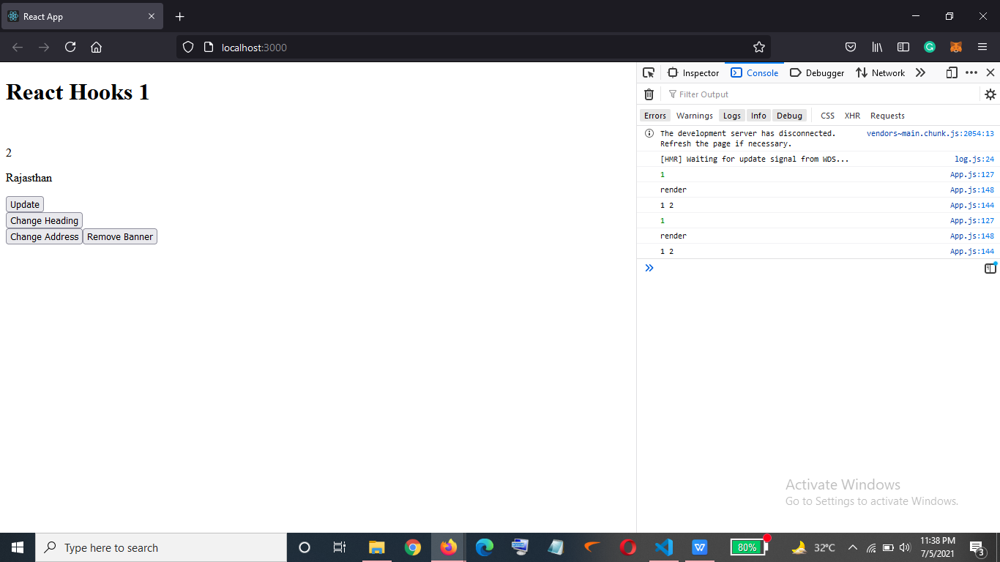 React App
localhost:3000
React Hooks 1
2
Rajasthan
Update
Change Heading
Change Address Remove Banner
Inspector Console Debugger Network
Filter Output
Errors Warnings Logs Info Debug CSS XHR Requests
The development server has disconnected. vendors~main.chunk.js:2054:13
Refresh the page if necessary.
[HMR] Waiting for update signal from WDS... log.js:24
1 App.js:127
render App.js:148
1 2 App.js:144
1 App.js:127
render App.js:148
1 2 App.js:144
Activate Windows
Go to Settings to activate Windows.
Type here to search
80%
32°C
11:38 PM
7/5/2021
3